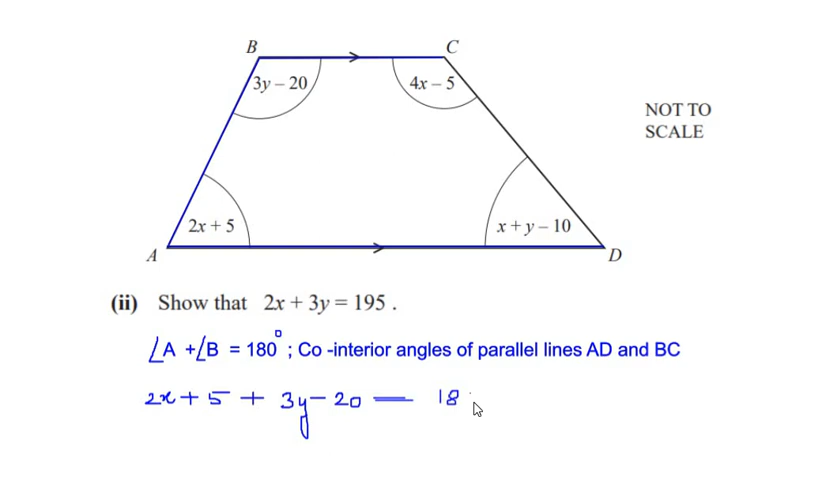 B C
3y – 20 4x – 5
NOT TO
SCALE
2x + 5 x + y – 10
A D
(ii) Show that 2x + 3y = 195 .
∠A +∠B = 180° ; Co -interior angles of parallel lines AD and BC
2x + 5 + 3y – 20 = 18